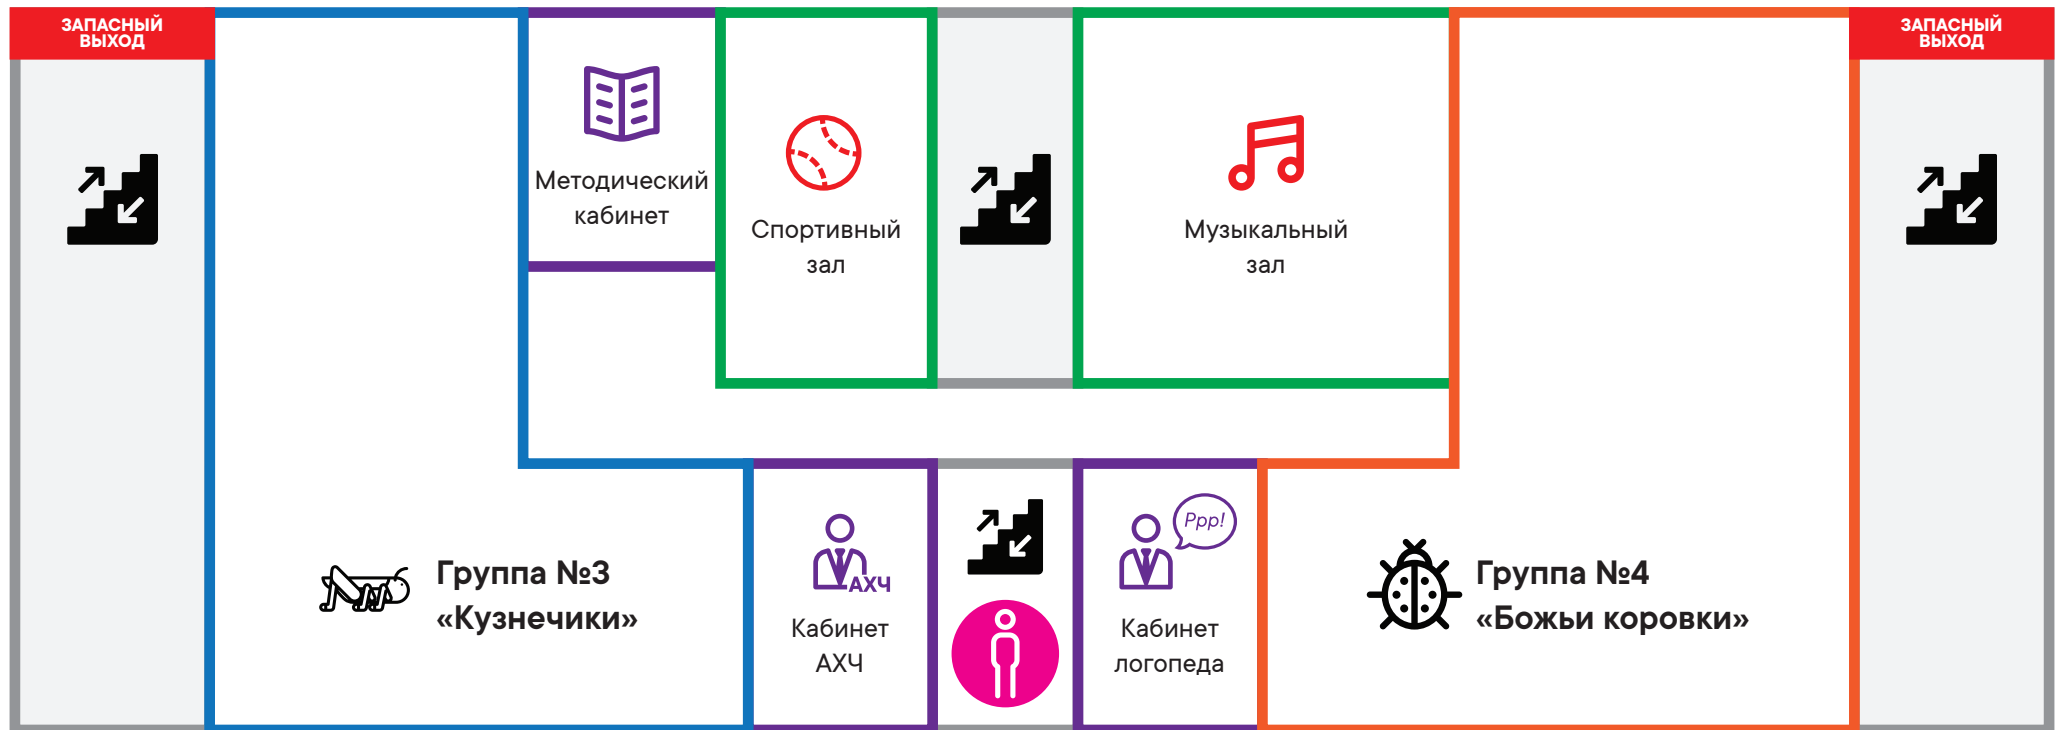 ЗАПАСНЫЙ
ВЫХОД
ЗАПАСНЫЙ
ВЫХОД
Методический
кабинет
Спортивный
зал
Музыкальный
зал
Группа №3
«Кузнечики»
АХЧ
Кабинет
АХЧ
Ррр!
Кабинет
логопеда
Группа №4
«Божьи коровки»